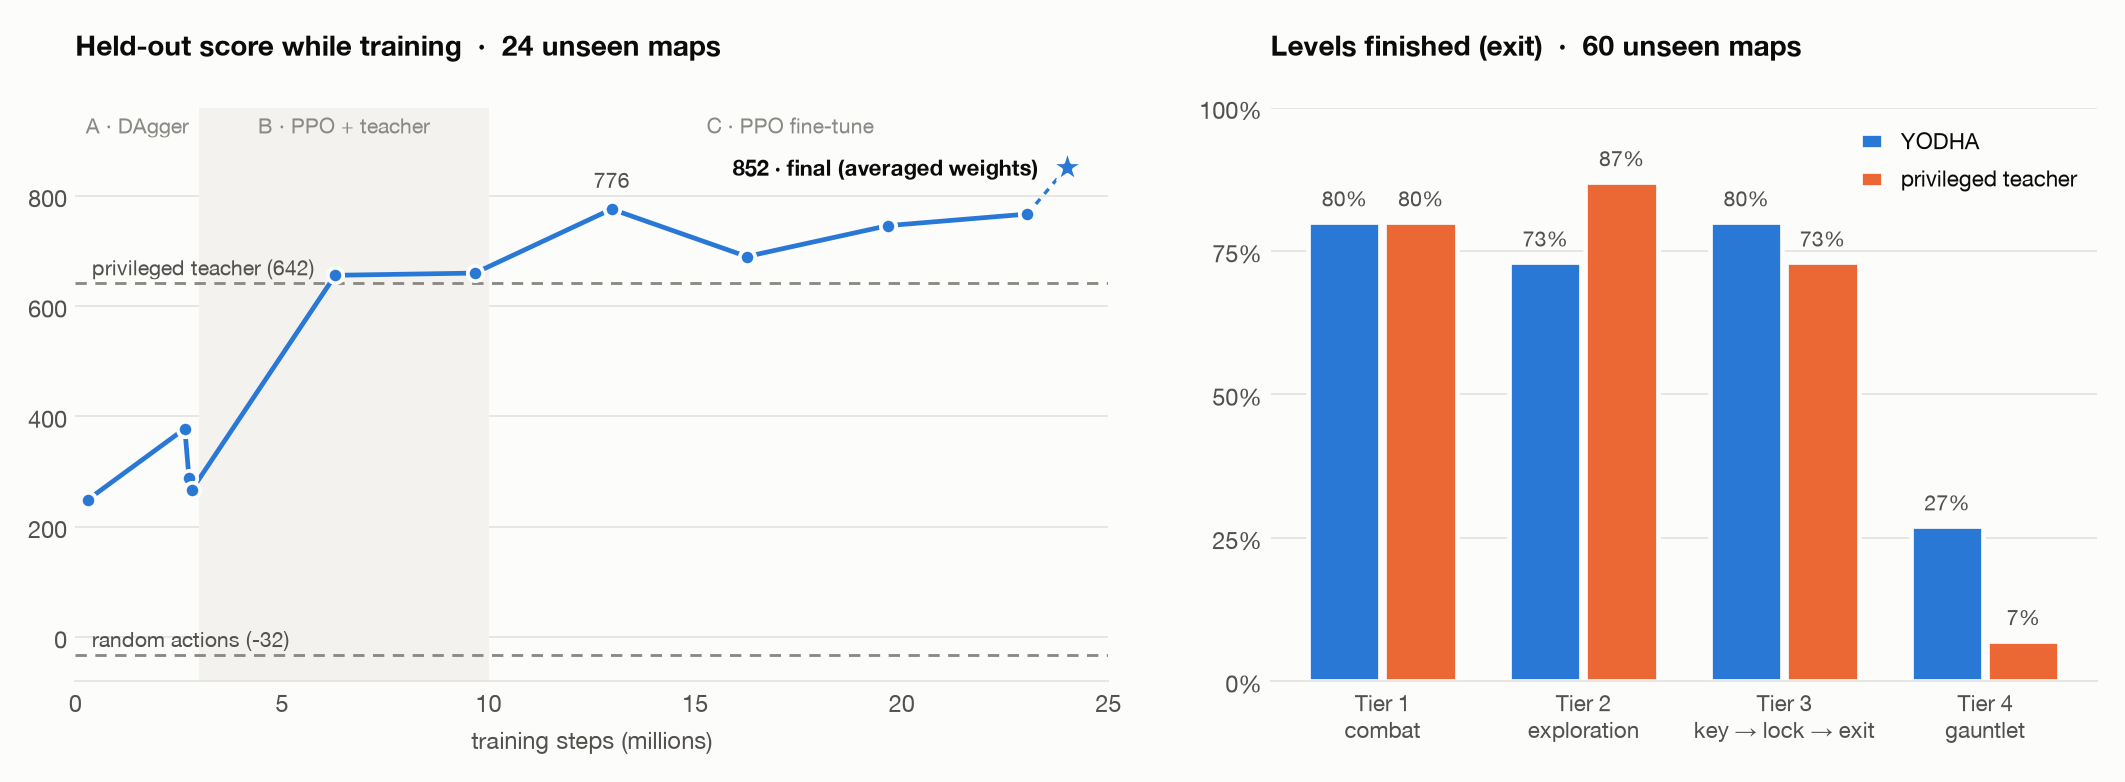 Held-out score while training · 24 unseen maps
A · DAgger
B · PPO + teacher
C · PPO fine-tune
852 · final (averaged weights)
776
800
privileged teacher (642)
600
400
200
0
random actions (-32)
0
5
10
15
20
25
training steps (millions)
Levels finished (exit) · 60 unseen maps
100%
75%
50%
25%
0%
YODHA
privileged teacher
80%
80%
73%
87%
80%
73%
27%
7%
Tier 1
combat
Tier 2
exploration
Tier 3
key → lock → exit
Tier 4
gauntlet